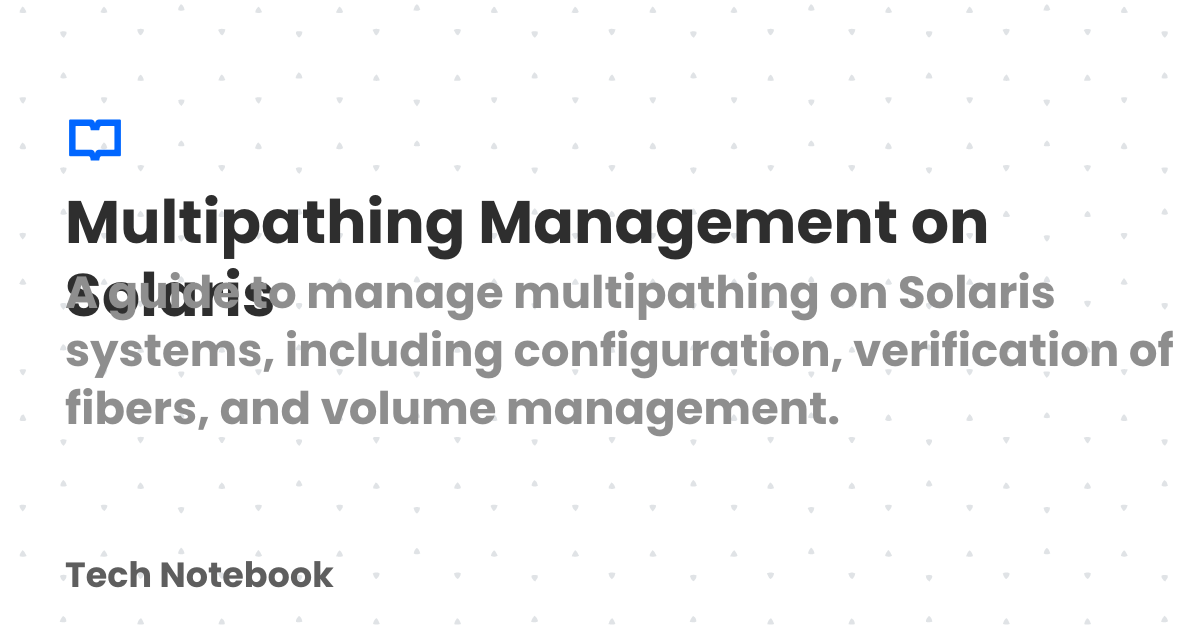 Multipathing Management on
Solaris
A guide to manage multipathing on Solaris
systems, including configuration, verification of
fibers, and volume management.
Tech Notebook